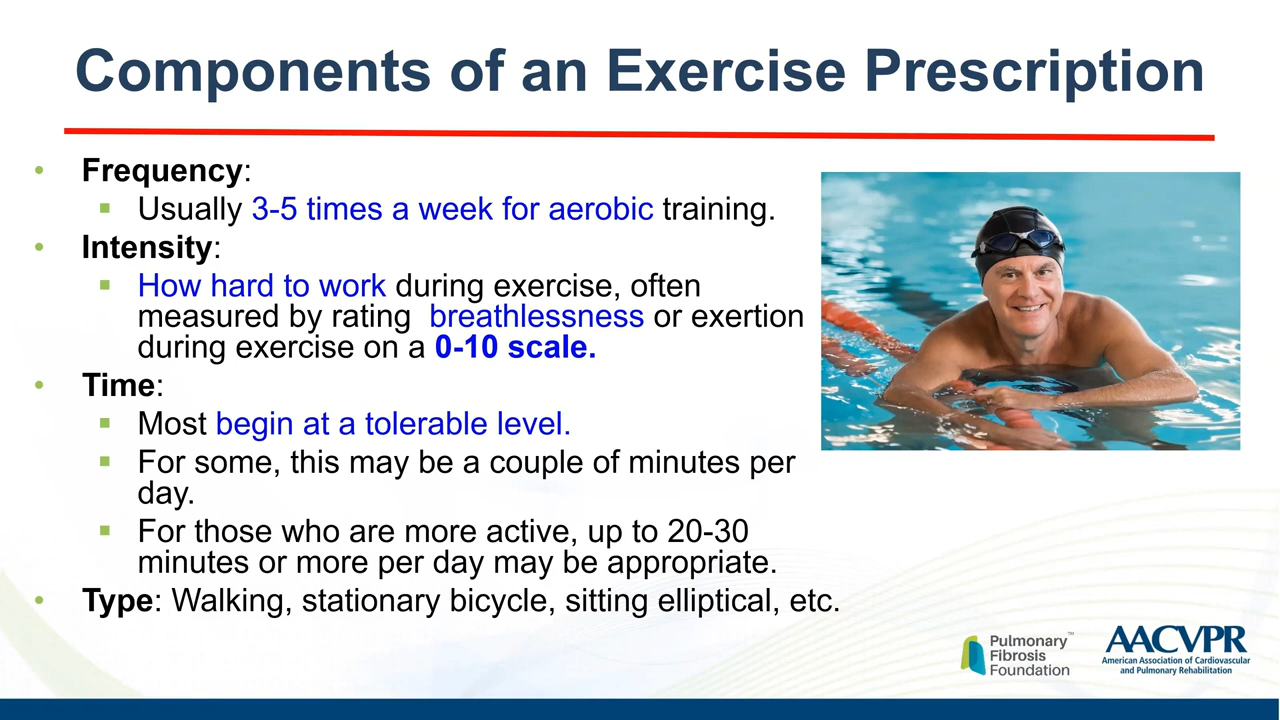 Components of an Exercise Prescription
• Frequency:
▪ Usually 3-5 times a week for aerobic training.
• Intensity:
▪ How hard to work during exercise, often
measured by rating  breathlessness or exertion
during exercise on a 0-10 scale.
• Time:
▪ Most begin at a tolerable level.
▪ For some, this may be a couple of minutes per
day.
▪ For those who are more active, up to 20-30
minutes or more per day may be appropriate.
• Type: Walking, stationary bicycle, sitting elliptical, etc.
Pulmonary
Fibrosis
Foundation™
AACVPR
American Association of Cardiovascular
and Pulmonary Rehabilitation